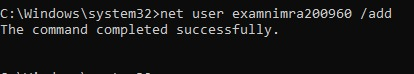 C:\Windows\system32>net user examnimra200960 /add
The command completed successfully.